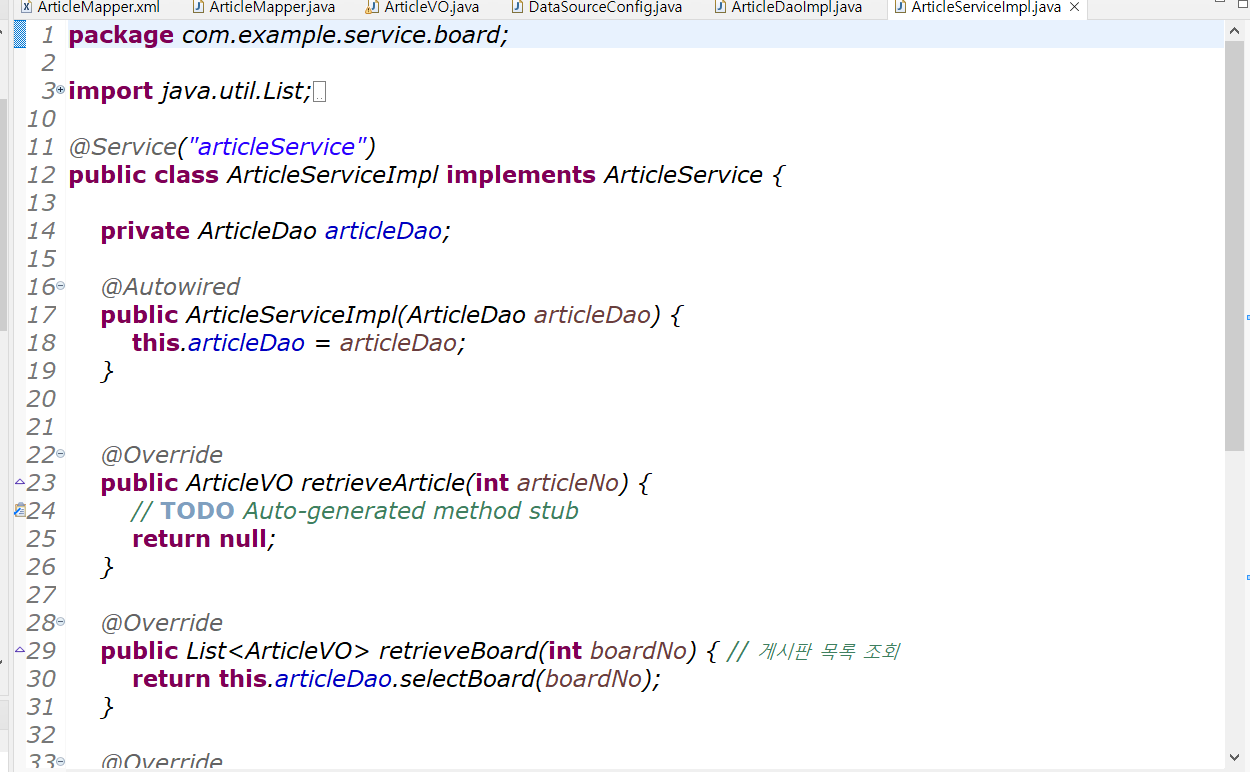 ArticleMapper.xml ArticleMapper.java ArticleVO.java DataSourceConfig.java ArticleDaoImpl.java ArticleServiceImpl.java
1 package com.example.service.board;
2
3 import java.util.List;
10
11 @Service("articleService")
12 public class ArticleServiceImpl implements ArticleService {
13
14 private ArticleDao articleDao;
15
16 @Autowired
17 public ArticleServiceImpl(ArticleDao articleDao) {
18 this.articleDao = articleDao;
19 }
20
21
22 @Override
23 public ArticleVO retrieveArticle(int articleNo) {
24 // TODO Auto-generated method stub
25 return null;
26 }
27
28 @Override
29 public List<ArticleVO> retrieveBoard(int boardNo) { // 게시판 목록 조회
30 return this.articleDao.selectBoard(boardNo);
31 }
32
33 @Override